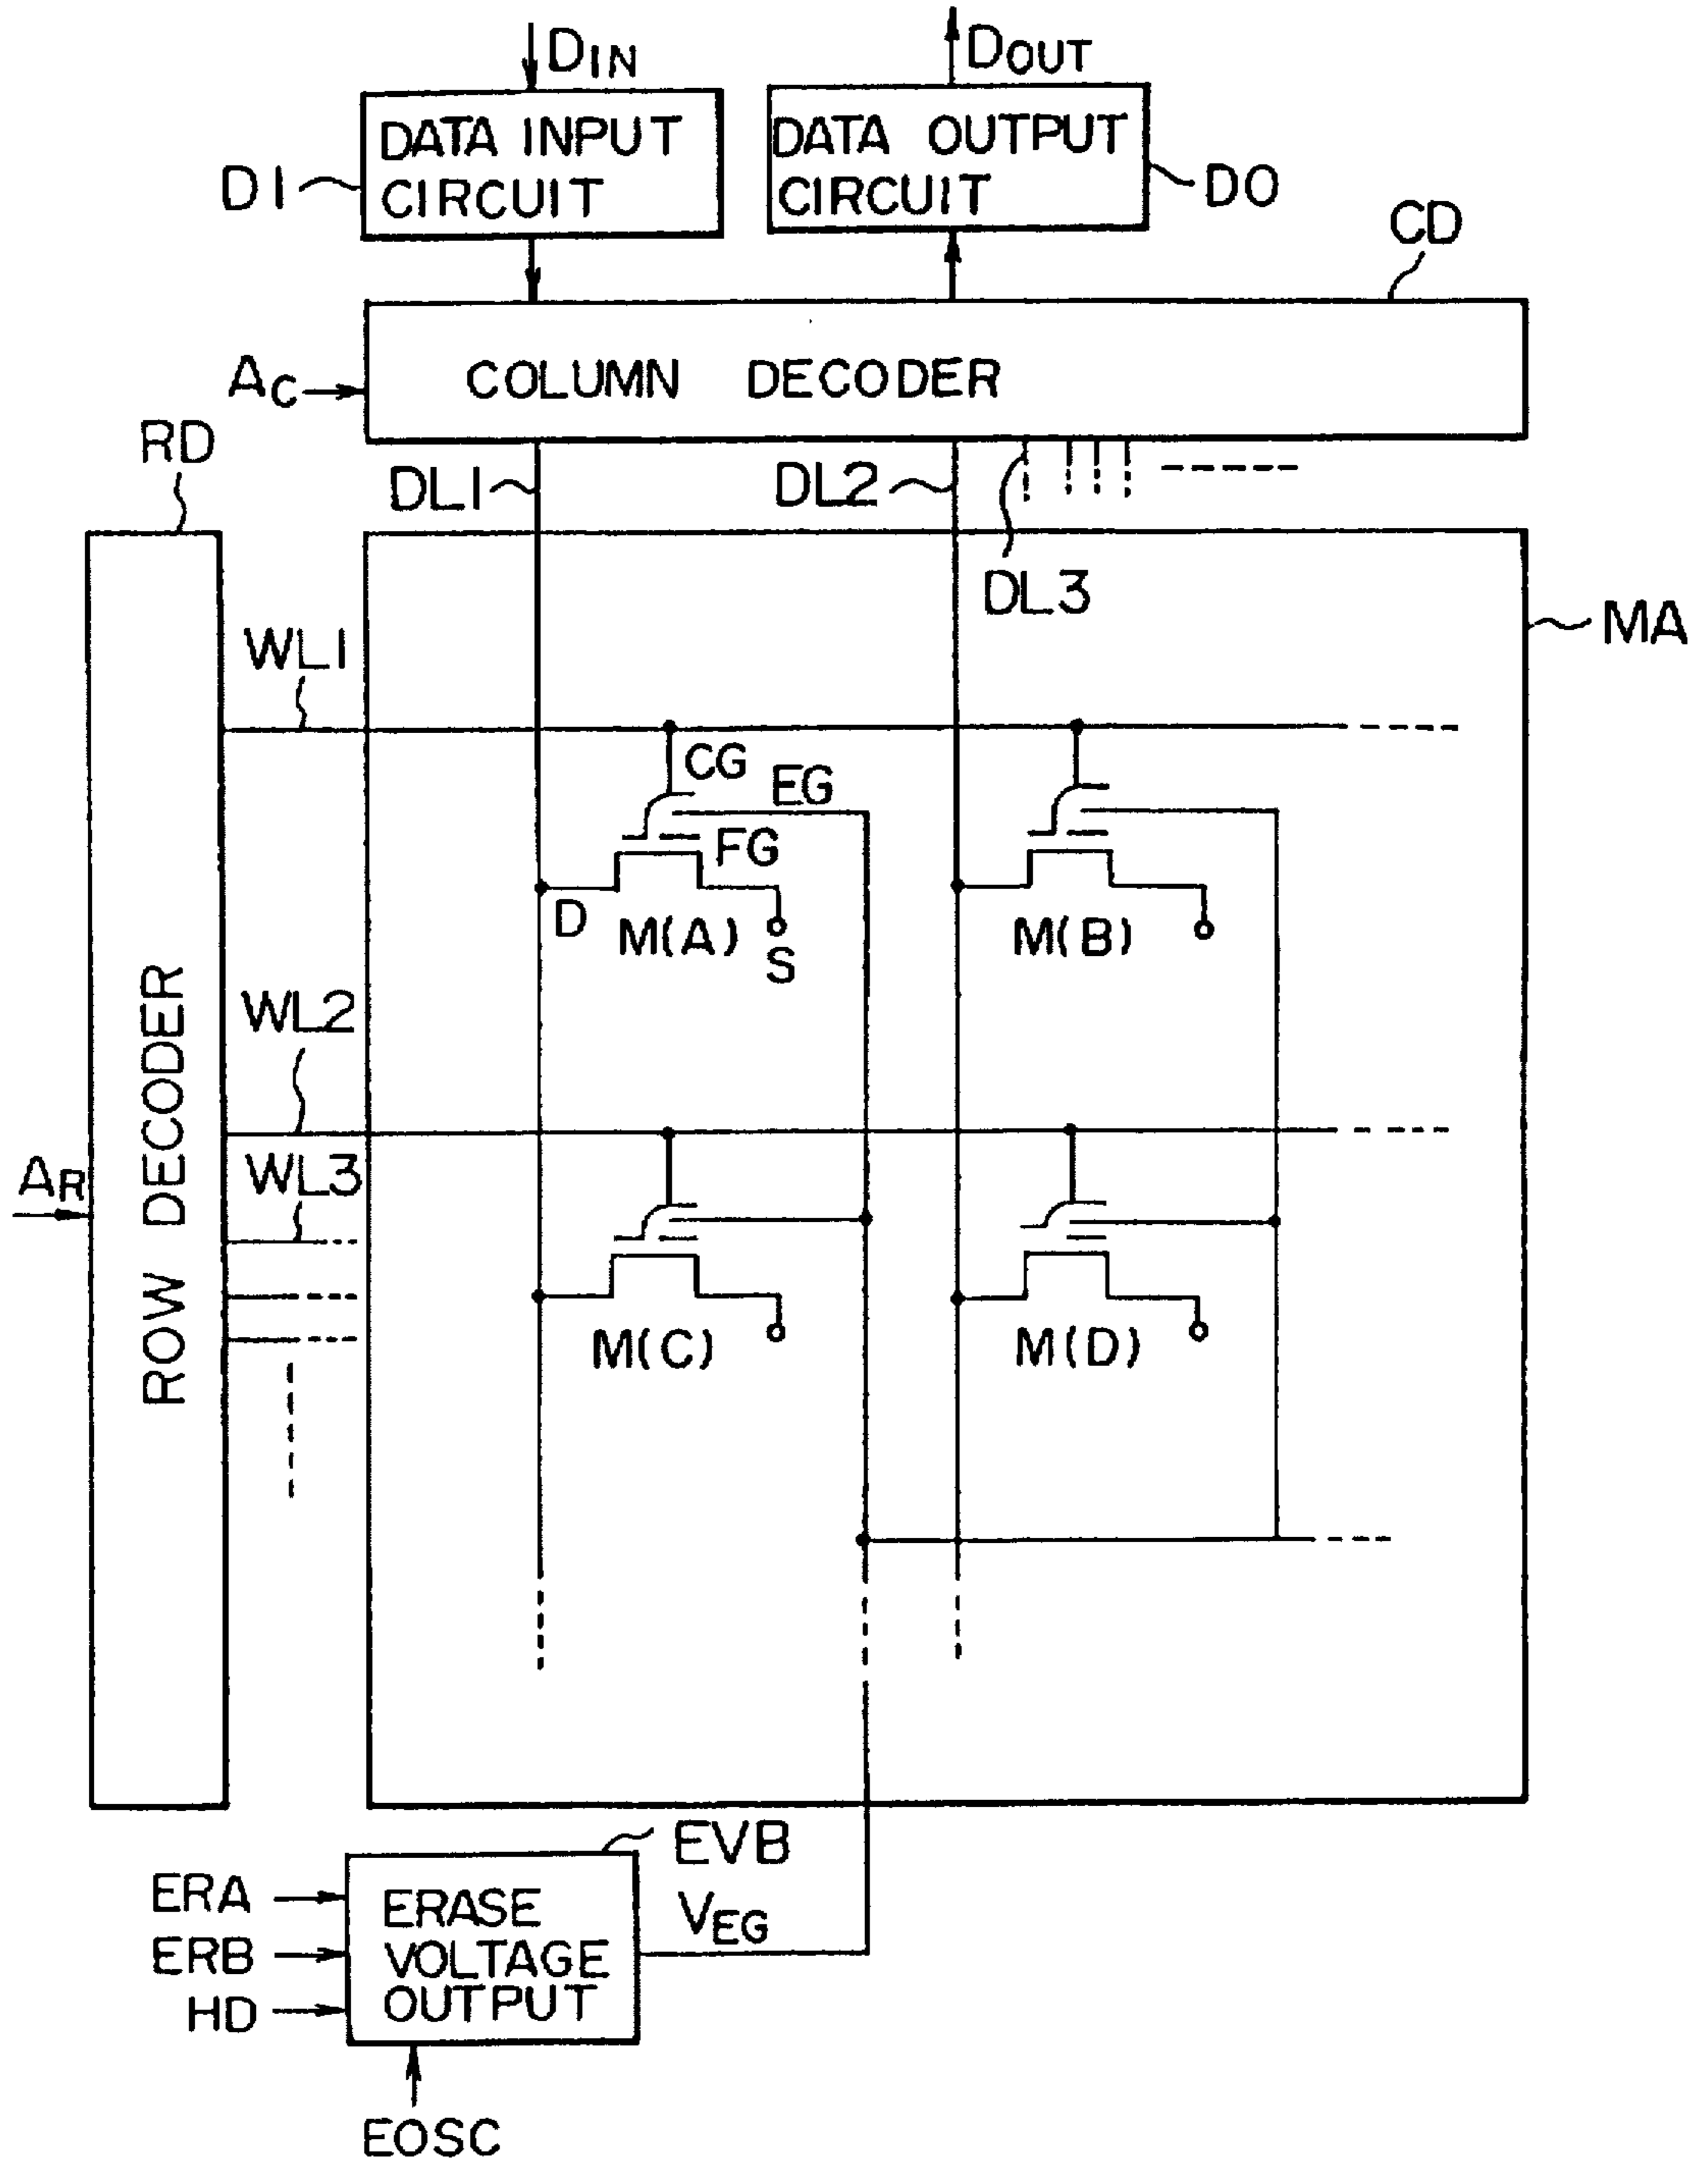 DIN
DOUT
DATA INPUT
CIRCUIT
DATA OUTPUT
CIRCUIT
D1
DO
CD
AC
COLUMN DECODER
RD
DL1
DL2
DL3
MA
WL1
CG
EG
FG
D
M(A)
S
M(B)
ROW DECODER
WL2
AR
WL3
M(C)
M(D)
EVB
ERA
ERB
HD
ERASE
VOLTAGE
OUTPUT
VEG
EOSC